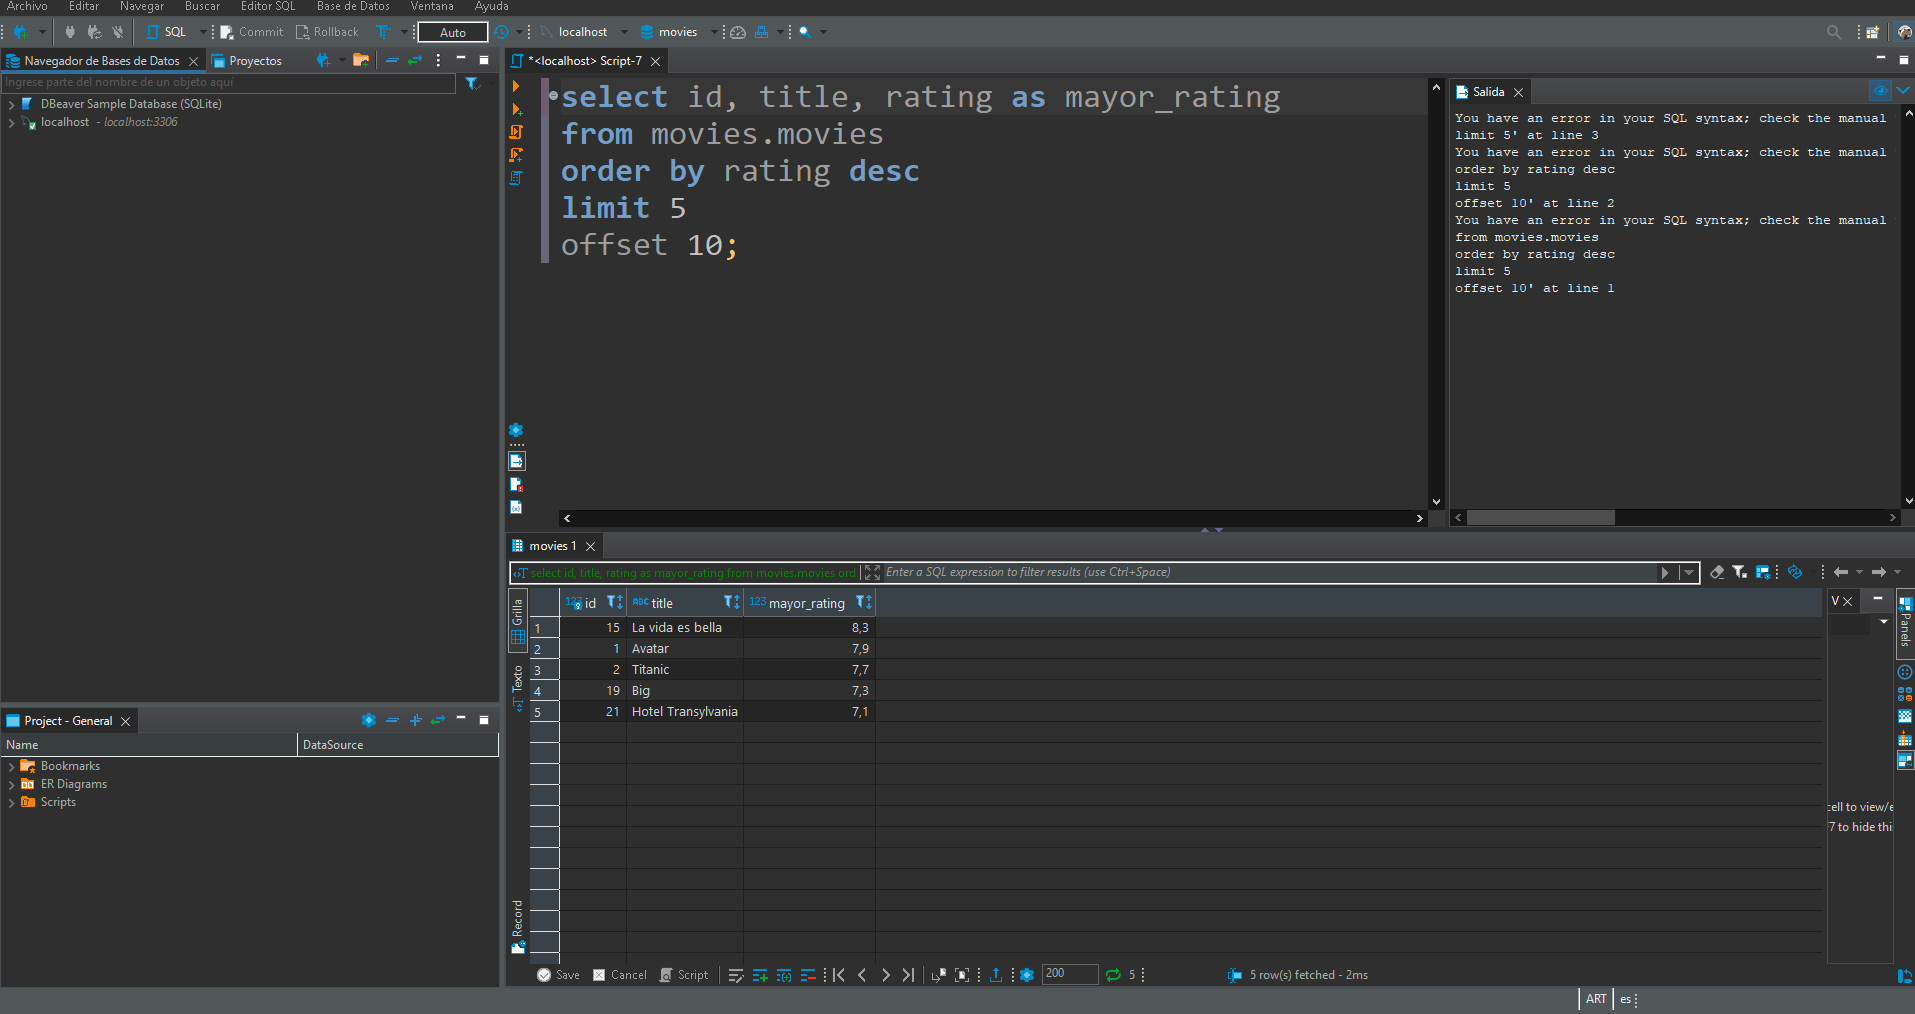 Archivo Editar Navegar Buscar Editor SQL Base de Datos Ventana Ayuda
SQL Commit Rollback Auto localhost movies
Navegador de Bases de Datos Proyectos
Ingrese parte del nombre de un objeto aquí
DBeaver Sample Database (SQLite)
localhost - localhost:3306
Project - General
Name DataSource
Bookmarks
ER Diagrams
Scripts
*<localhost> Script-7
select id, title, rating as mayor_rating
from movies.movies
order by rating desc
limit 5
offset 10;
Salida
You have an error in your SQL syntax; check the manual
limit 5' at line 3
You have an error in your SQL syntax; check the manual
order by rating desc
limit 5
offset 10' at line 2
You have an error in your SQL syntax; check the manual
from movies.movies
order by rating desc
limit 5
offset 10' at line 1
movies 1
select id, title, rating as mayor_rating from movies.movies ord Enter a SQL expression to filter results (use Ctrl+Space)
Grilla
Texto
Record
123 id ABC title 123 mayor_rating
1 15 La vida es bella 8,3
2 1 Avatar 7,9
3 2 Titanic 7,7
4 19 Big 7,3
5 21 Hotel Transylvania 7,1
V
Panels
cell to view/e
7 to hide thi
Save Cancel Script 200 5 5 row(s) fetched - 2ms
ART es